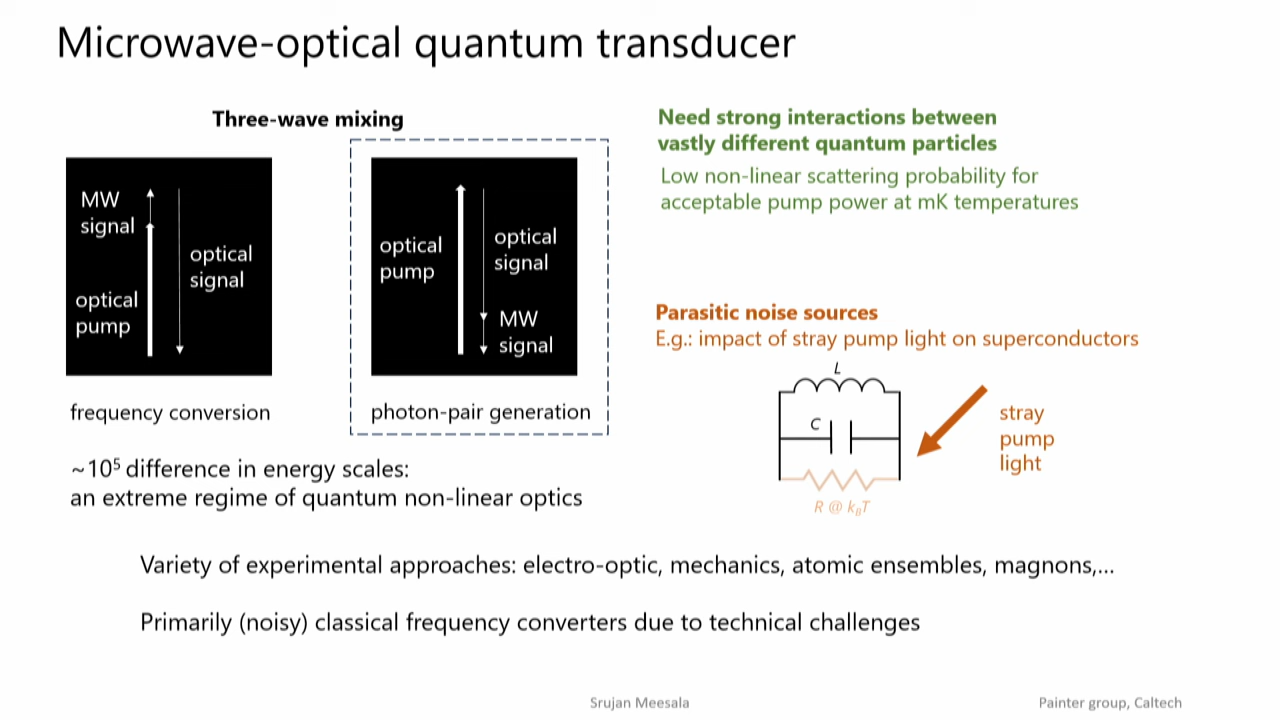 Microwave-optical quantum transducer
Three-wave mixing
MW
signal
optical
signal
optical
pump
frequency conversion
optical
pump
optical
signal
MW
signal
photon-pair generation
~10⁵ difference in energy scales:
an extreme regime of quantum non-linear optics
Need strong interactions between
vastly different quantum particles
Low non-linear scattering probability for
acceptable pump power at mK temperatures
Parasitic noise sources
E.g.: impact of stray pump light on superconductors
L
C
R @ k_BT
stray
pump
light
Variety of experimental approaches: electro-optic, mechanics, atomic ensembles, magnons,...
Primarily (noisy) classical frequency converters due to technical challenges
Srujan Meesala
Painter group, Caltech